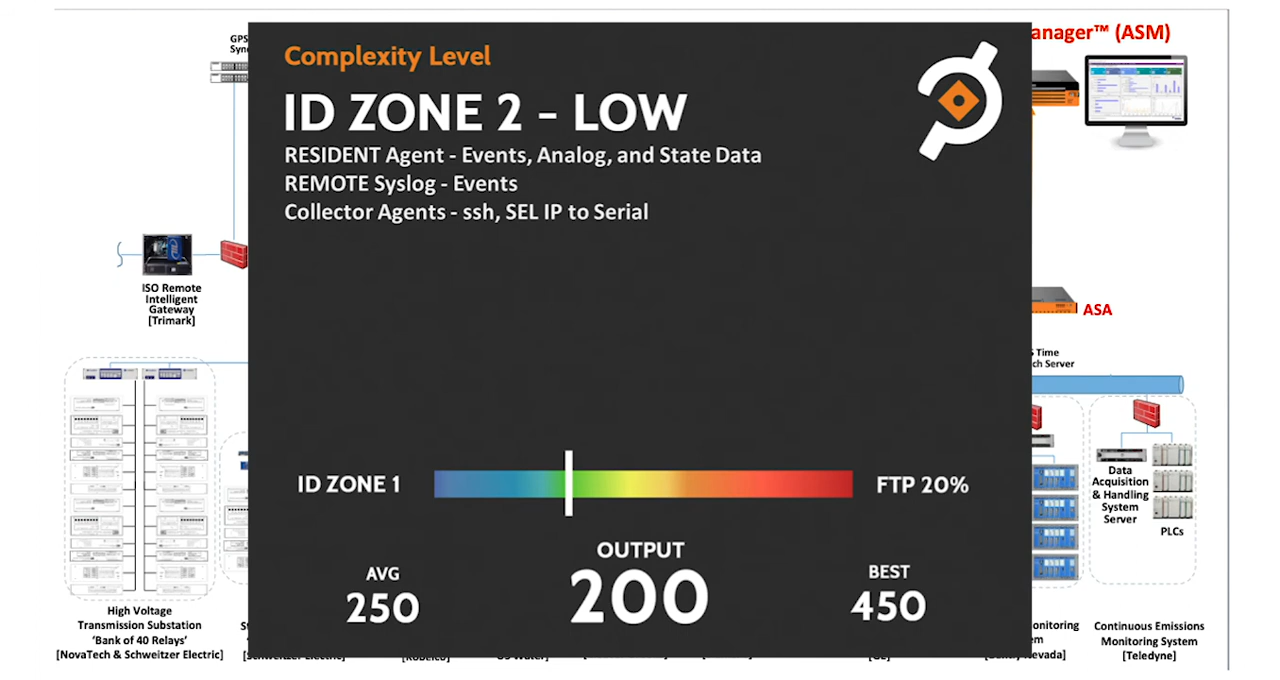 GPS
anager™ (ASM)
Complexity Level
ID ZONE 2 – LOW
RESIDENT Agent - Events, Analog, and State Data
REMOTE Syslog - Events
Collector Agents - ssh, SEL IP to Serial
ISO Remote
Intelligent
Gateway
[Trimark]
ASA
Time
ch Server
ID ZONE 1
FTP 20%
OUTPUT
200
AVG
250
BEST
450
Data
Acquisition
& Handling
System
Server
PLCs
High Voltage
Transmission Substation
'Bank of 40 Relays'
[NovaTech & Schweitzer Electric]
onitoring
em
Nevada]
Continuous Emissions
Monitoring System
[Teledyne]